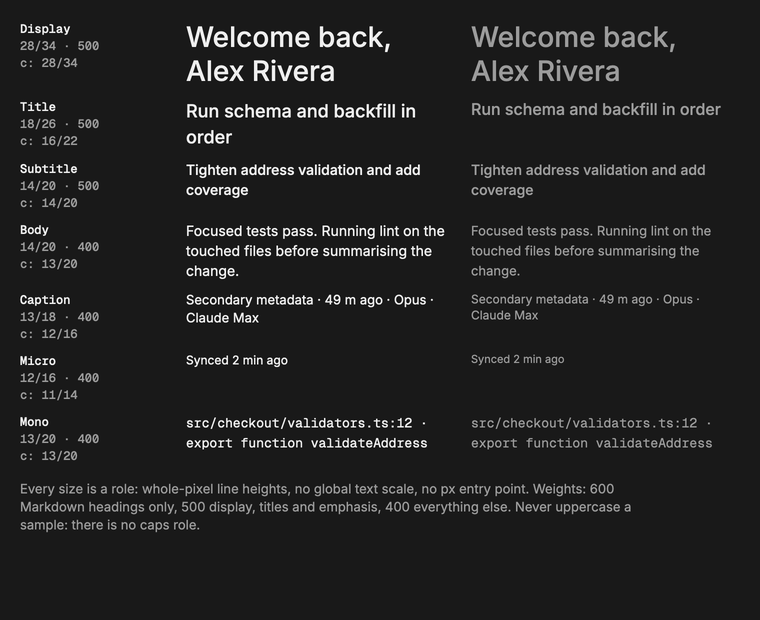 Display
28/34 · 500
c: 28/34
Welcome back,
Alex Rivera
Welcome back,
Alex Rivera
Title
18/26 · 500
c: 16/22
Run schema and backfill in
order
Run schema and backfill in order
Subtitle
14/20 · 500
c: 14/20
Tighten address validation and add
coverage
Tighten address validation and add
coverage
Body
14/20 · 400
c: 13/20
Focused tests pass. Running lint on the
touched files before summarising the
change.
Focused tests pass. Running lint on the
touched files before summarising the
change.
Caption
13/18 · 400
c: 12/16
Secondary metadata · 49 m ago · Opus ·
Claude Max
Secondary metadata · 49 m ago · Opus ·
Claude Max
Micro
12/16 · 400
c: 11/14
Synced 2 min ago
Synced 2 min ago
Mono
13/20 · 400
c: 13/20
src/checkout/validators.ts:12 ·
export function validateAddress
src/checkout/validators.ts:12 ·
export function validateAddress
Every size is a role: whole-pixel line heights, no global text scale, no px entry point. Weights: 600
Markdown headings only, 500 display, titles and emphasis, 400 everything else. Never uppercase a
sample: there is no caps role.